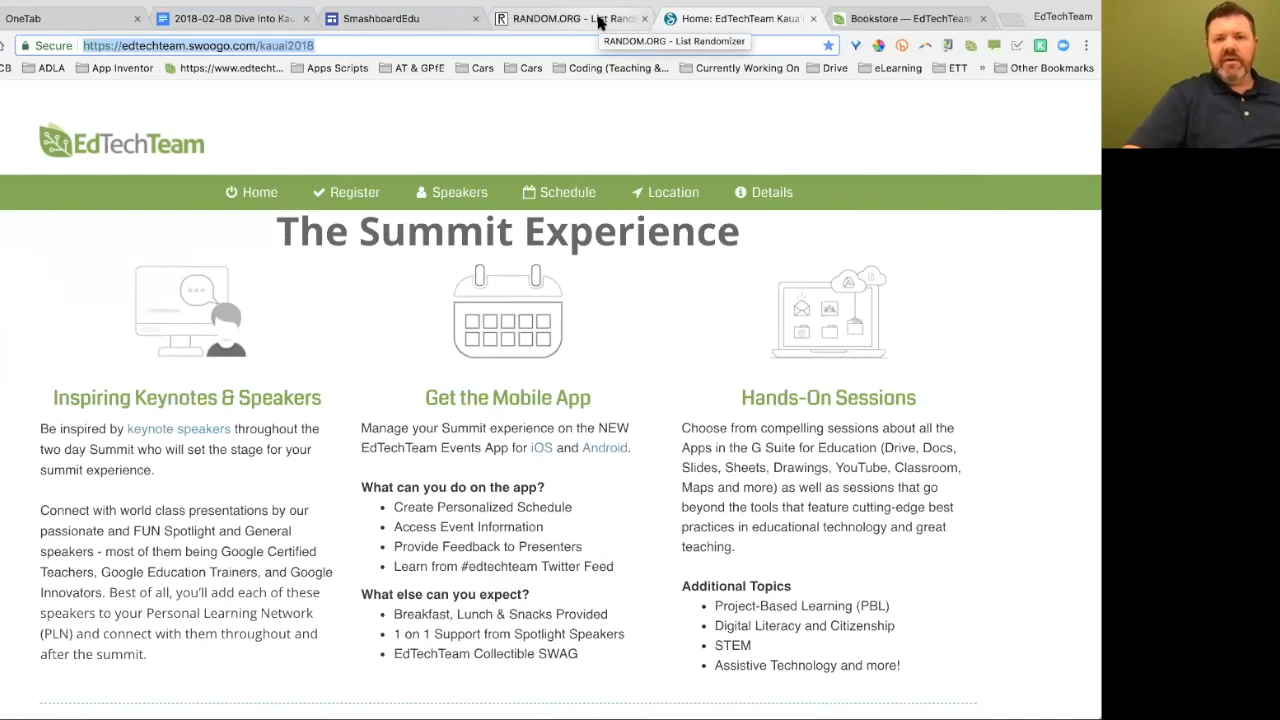 OneTab
2018-02-08 Dive Into Kau
SmashboardEdu
RANDOM.ORG - List Rand
Home: EdTechTeam Kaua'i
Bookstore — EdTechTeam
EdTechTeam
Secure
https://edtechteam.swoogo.com/kauai2018
RANDOM.ORG - List Randomizer
CB
ADLA
App Inventor
https://www.edtecht...
Apps Scripts
AT & GPfE
Cars
Cars
Coding (Teaching &...
Currently Working On
Drive
eLearning
ETT
»
Other Bookmarks
EdTechTeam
Home
Register
Speakers
Schedule
Location
Details
The Summit Experience
Inspiring Keynotes & Speakers
Be inspired by keynote speakers throughout the
two day Summit who will set the stage for your
summit experience.
Connect with world class presentations by our
passionate and FUN Spotlight and General
speakers - most of them being Google Certified
Teachers, Google Education Trainers, and Google
Innovators. Best of all, you'll add each of these
speakers to your Personal Learning Network
(PLN) and connect with them throughout and
after the summit.
Get the Mobile App
Manage your Summit experience on the NEW
EdTechTeam Events App for iOS and Android.
What can you do on the app?
• Create Personalized Schedule
• Access Event Information
• Provide Feedback to Presenters
• Learn from #edtechteam Twitter Feed
What else can you expect?
• Breakfast, Lunch & Snacks Provided
• 1 on 1 Support from Spotlight Speakers
• EdTechTeam Collectible SWAG
Hands-On Sessions
Choose from compelling sessions about all the
Apps in the G Suite for Education (Drive, Docs,
Slides, Sheets, Drawings, YouTube, Classroom,
Maps and more) as well as sessions that go
beyond the tools that feature cutting-edge best
practices in educational technology and great
teaching.
Additional Topics
• Project-Based Learning (PBL)
• Digital Literacy and Citizenship
• STEM
• Assistive Technology and more!